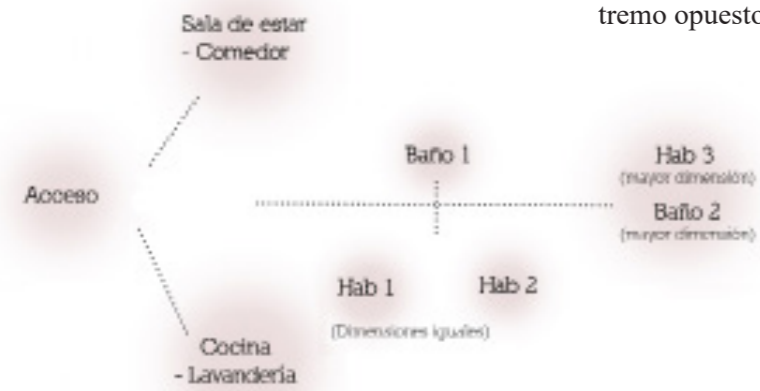 tremo opuesto
Sala de estar
- Comedor
Baño 1
Hab 3
(mayor dimensión)
Acceso
Baño 2
(mayor dimensión)
Hab 1
Hab 2
(Dimensiones iguales)
Cocina
- Lavandería